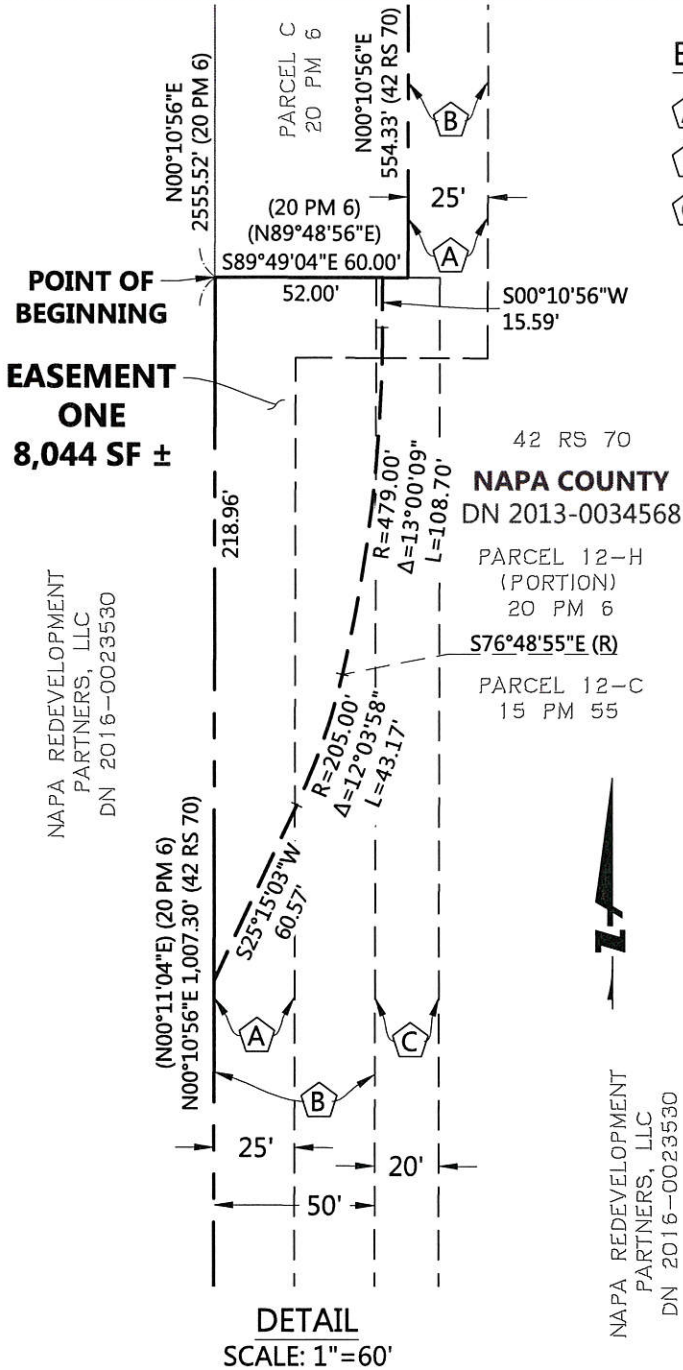 N00°10'56"E
2555.52' (20 PM 6)
PARCEL C
20 PM 6
N00°10'56"E
554.33' (42 RS 70)
B
25'
A
(20 PM 6)
(N89°48'56"E)
S89°49'04"E 60.00'
52.00'
POINT OF
BEGINNING
S00°10'56"W
15.59'
EASEMENT
ONE
8,044 SF ±
218.96'
R=479.00'
Δ=13°00'09"
L=108.70'
42 RS 70
NAPA COUNTY
DN 2013-0034568
PARCEL 12-H
(PORTION)
20 PM 6
S76°48'55"E (R)
PARCEL 12-C
15 PM 55
NAPA REDEVELOPMENT
PARTNERS, LLC
DN 2016-0023530
R=205.00'
Δ=12°03'58"
L=43.17'
S25°15'03"W
60.57'
(N00°11'04"E) (20 PM 6)
N00°10'56"E 1,007.30' (42 RS 70)
A
C
B
25'
20'
50'
NAPA REDEVELOPMENT
PARTNERS, LLC
DN 2016-0023530
DETAIL
SCALE: 1"=60'